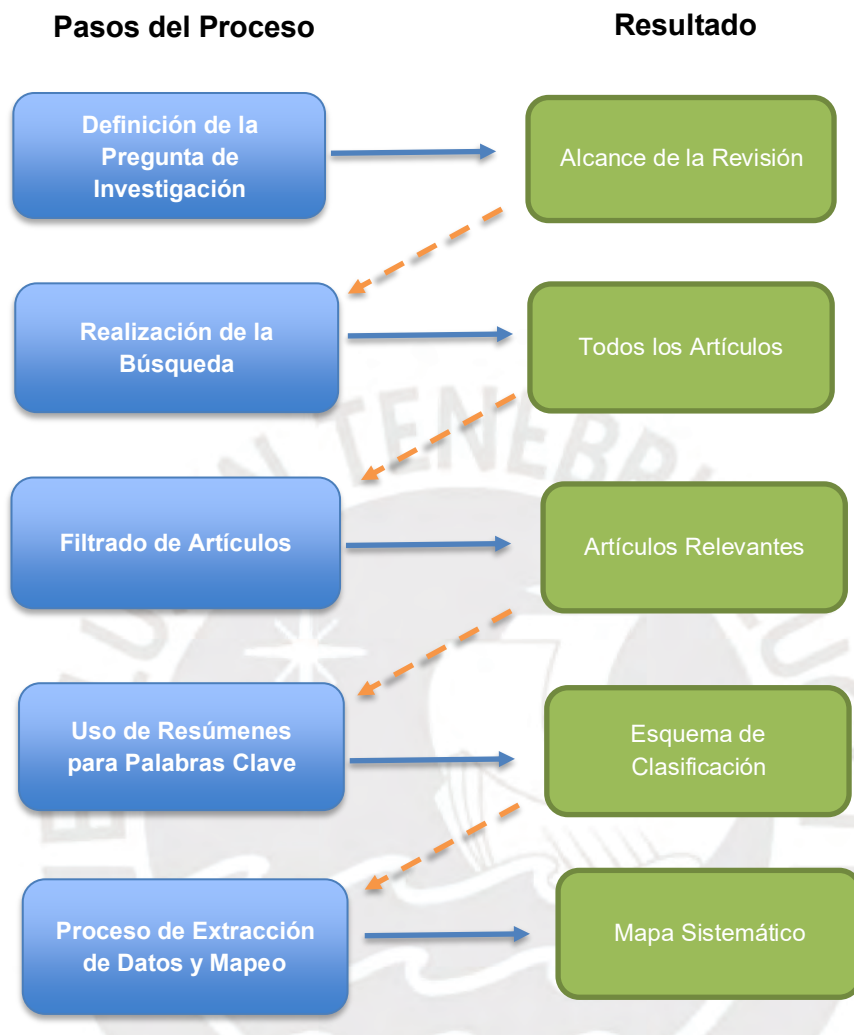 Pasos del Proceso
Resultado
Definición de la
Pregunta de
Investigación
Alcance de la Revisión
Realización de la
Búsqueda
Todos los Artículos
Filtrado de Artículos
Artículos Relevantes
Uso de Resúmenes
para Palabras Clave
Esquema de
Clasificación
Proceso de Extracción
de Datos y Mapeo
Mapa Sistemático
TENEB